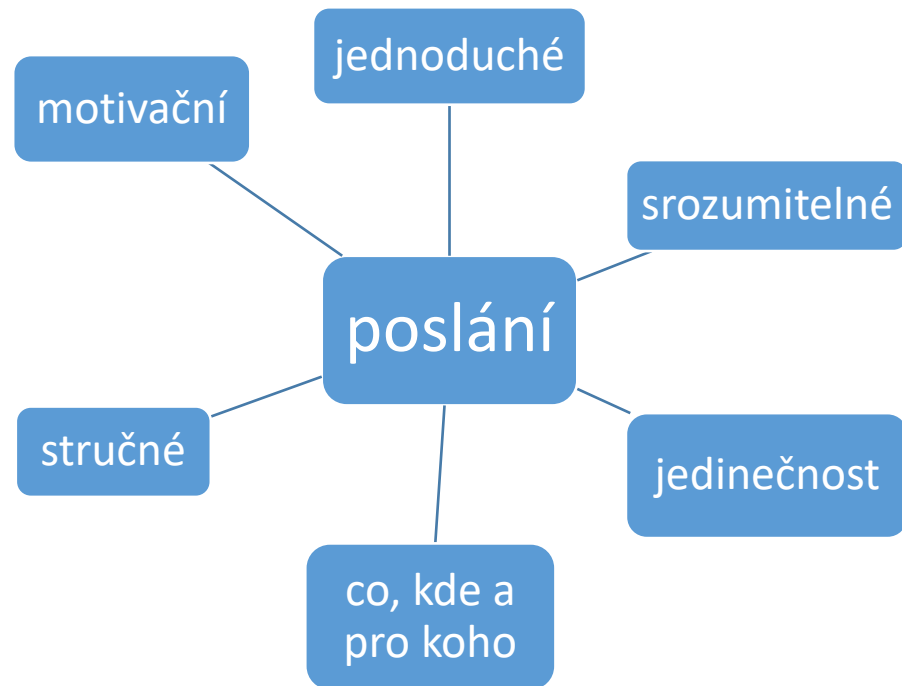 jednoduché
motivační
srozumitelné
poslání
stručné
jedinečnost
co, kde a
pro koho